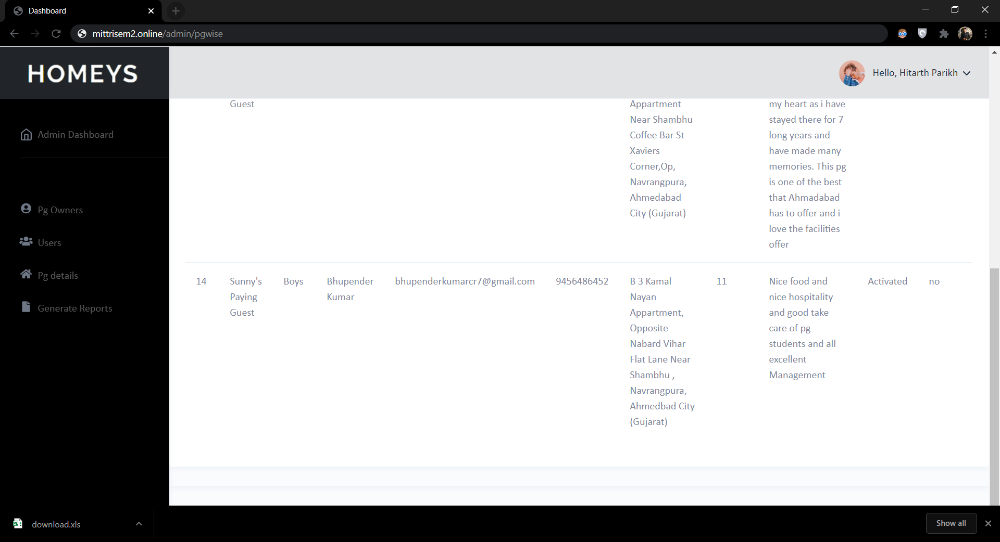 Dashboard
mittrisem2.online/admin/pgwise
HOMEYS
Hello, Hitarth Parikh
Admin Dashboard
Pg Owners
Users
Pg details
Generate Reports
Guest
Appartment
Near Shambhu
Coffee Bar St
Xaviers
Corner,Op,
Navrangpura,
Ahmedabad
City (Gujarat)
my heart as i have
stayed there for 7
long years and
have made many
memories. This pg
is one of the best
that Ahmadabad
has to offer and i
love the facilities
offer
14
Sunny's
Paying
Guest
Boys
Bhupender
Kumar
bhupenderkumarcr7@gmail.com
9456486452
B 3 Kamal
Nayan
Appartment,
Opposite
Nabard Vihar
Flat Lane Near
Shambhu ,
Navrangpura,
Ahmedbad City
(Gujarat)
11
Nice food and
nice hospitality
and good take
care of pg
students and all
excellent
Management
Activated
no
download.xls
Show all